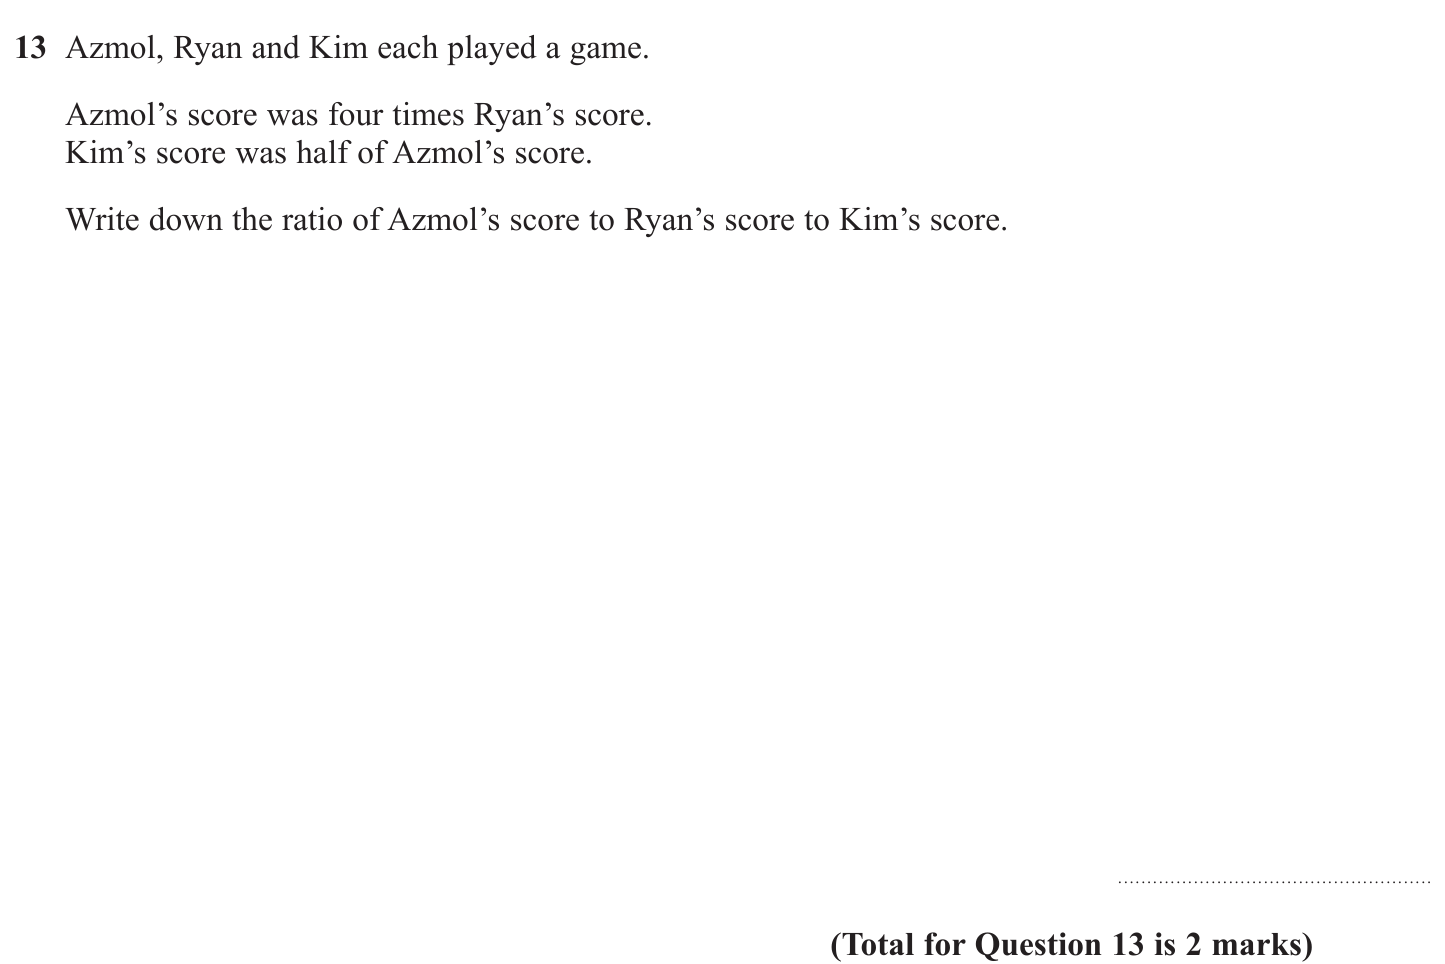 13 Azmol, Ryan and Kim each played a game.
Azmol’s score was four times Ryan’s score.
Kim’s score was half of Azmol’s score.
Write down the ratio of Azmol’s score to Ryan’s score to Kim’s score.
(Total for Question 13 is 2 marks)